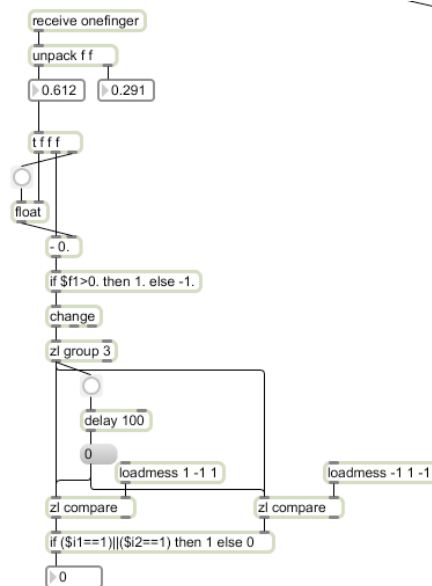 receive onefinger
unpack f f
0.612
0.291
t f f f
float
- 0.
if $f1>0. then 1. else -1.
change
zl group 3
delay 100
0
loadmess 1 -1 1
loadmess -1 1 -1
zl compare
zl compare
if ($i1==1)||($i2==1) then 1 else 0
0